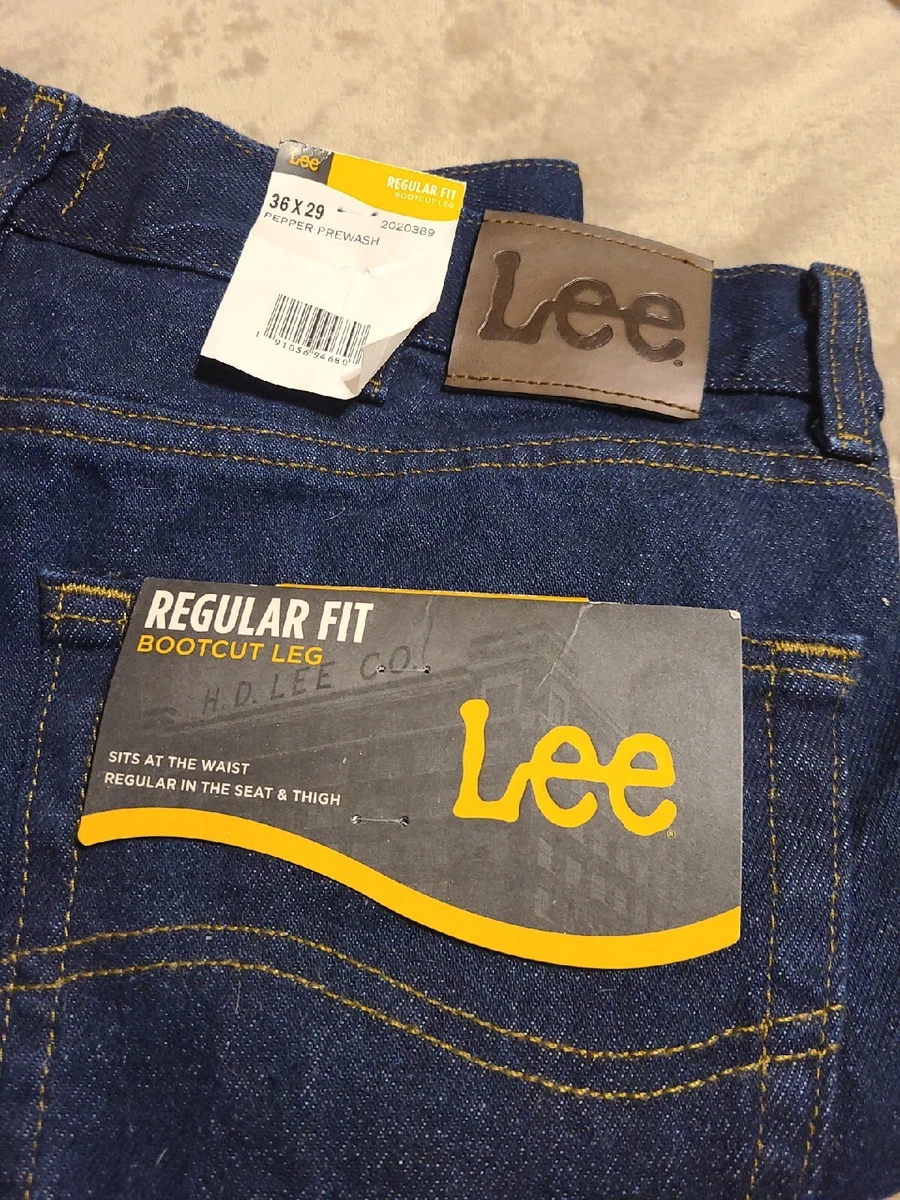 Lee
REGULAR FIT
BOOTCUT LEG
36 X 29
2020389
PEPPER PREWASH
Lee
®
REGULAR FIT
BOOTCUT LEG
H.D. LEE CO.
SITS AT THE WAIST
REGULAR IN THE SEAT & THIGH
Lee
®